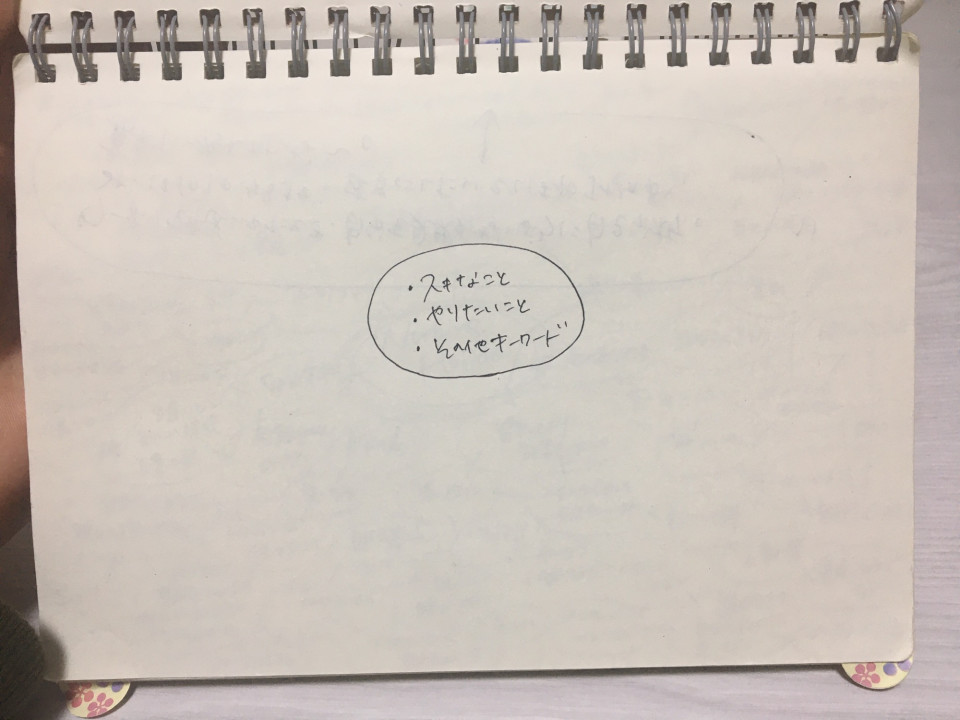 ・スキなこと
・やりたいこと
・その他キーワード